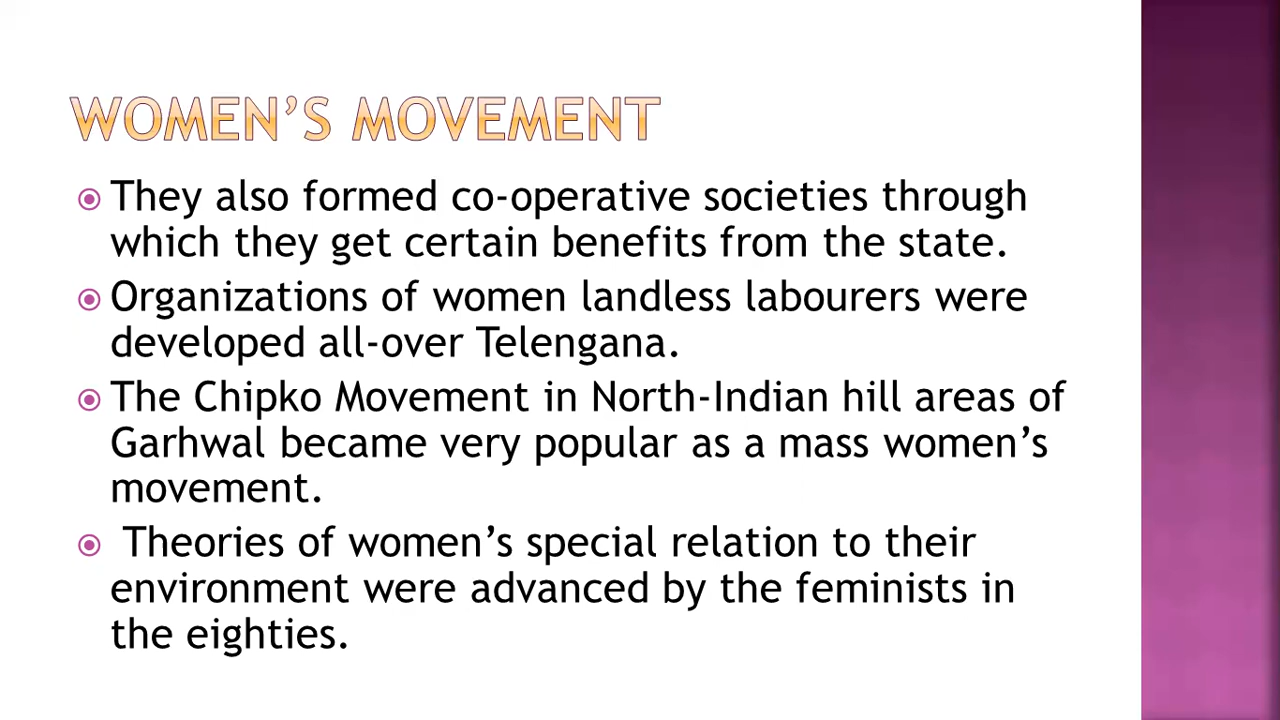 WOMEN’S MOVEMENT
They also formed co-operative societies through
which they get certain benefits from the state.
Organizations of women landless labourers were
developed all-over Telengana.
The Chipko Movement in North-Indian hill areas of
Garhwal became very popular as a mass women’s
movement.
Theories of women’s special relation to their
environment were advanced by the feminists in
the eighties.